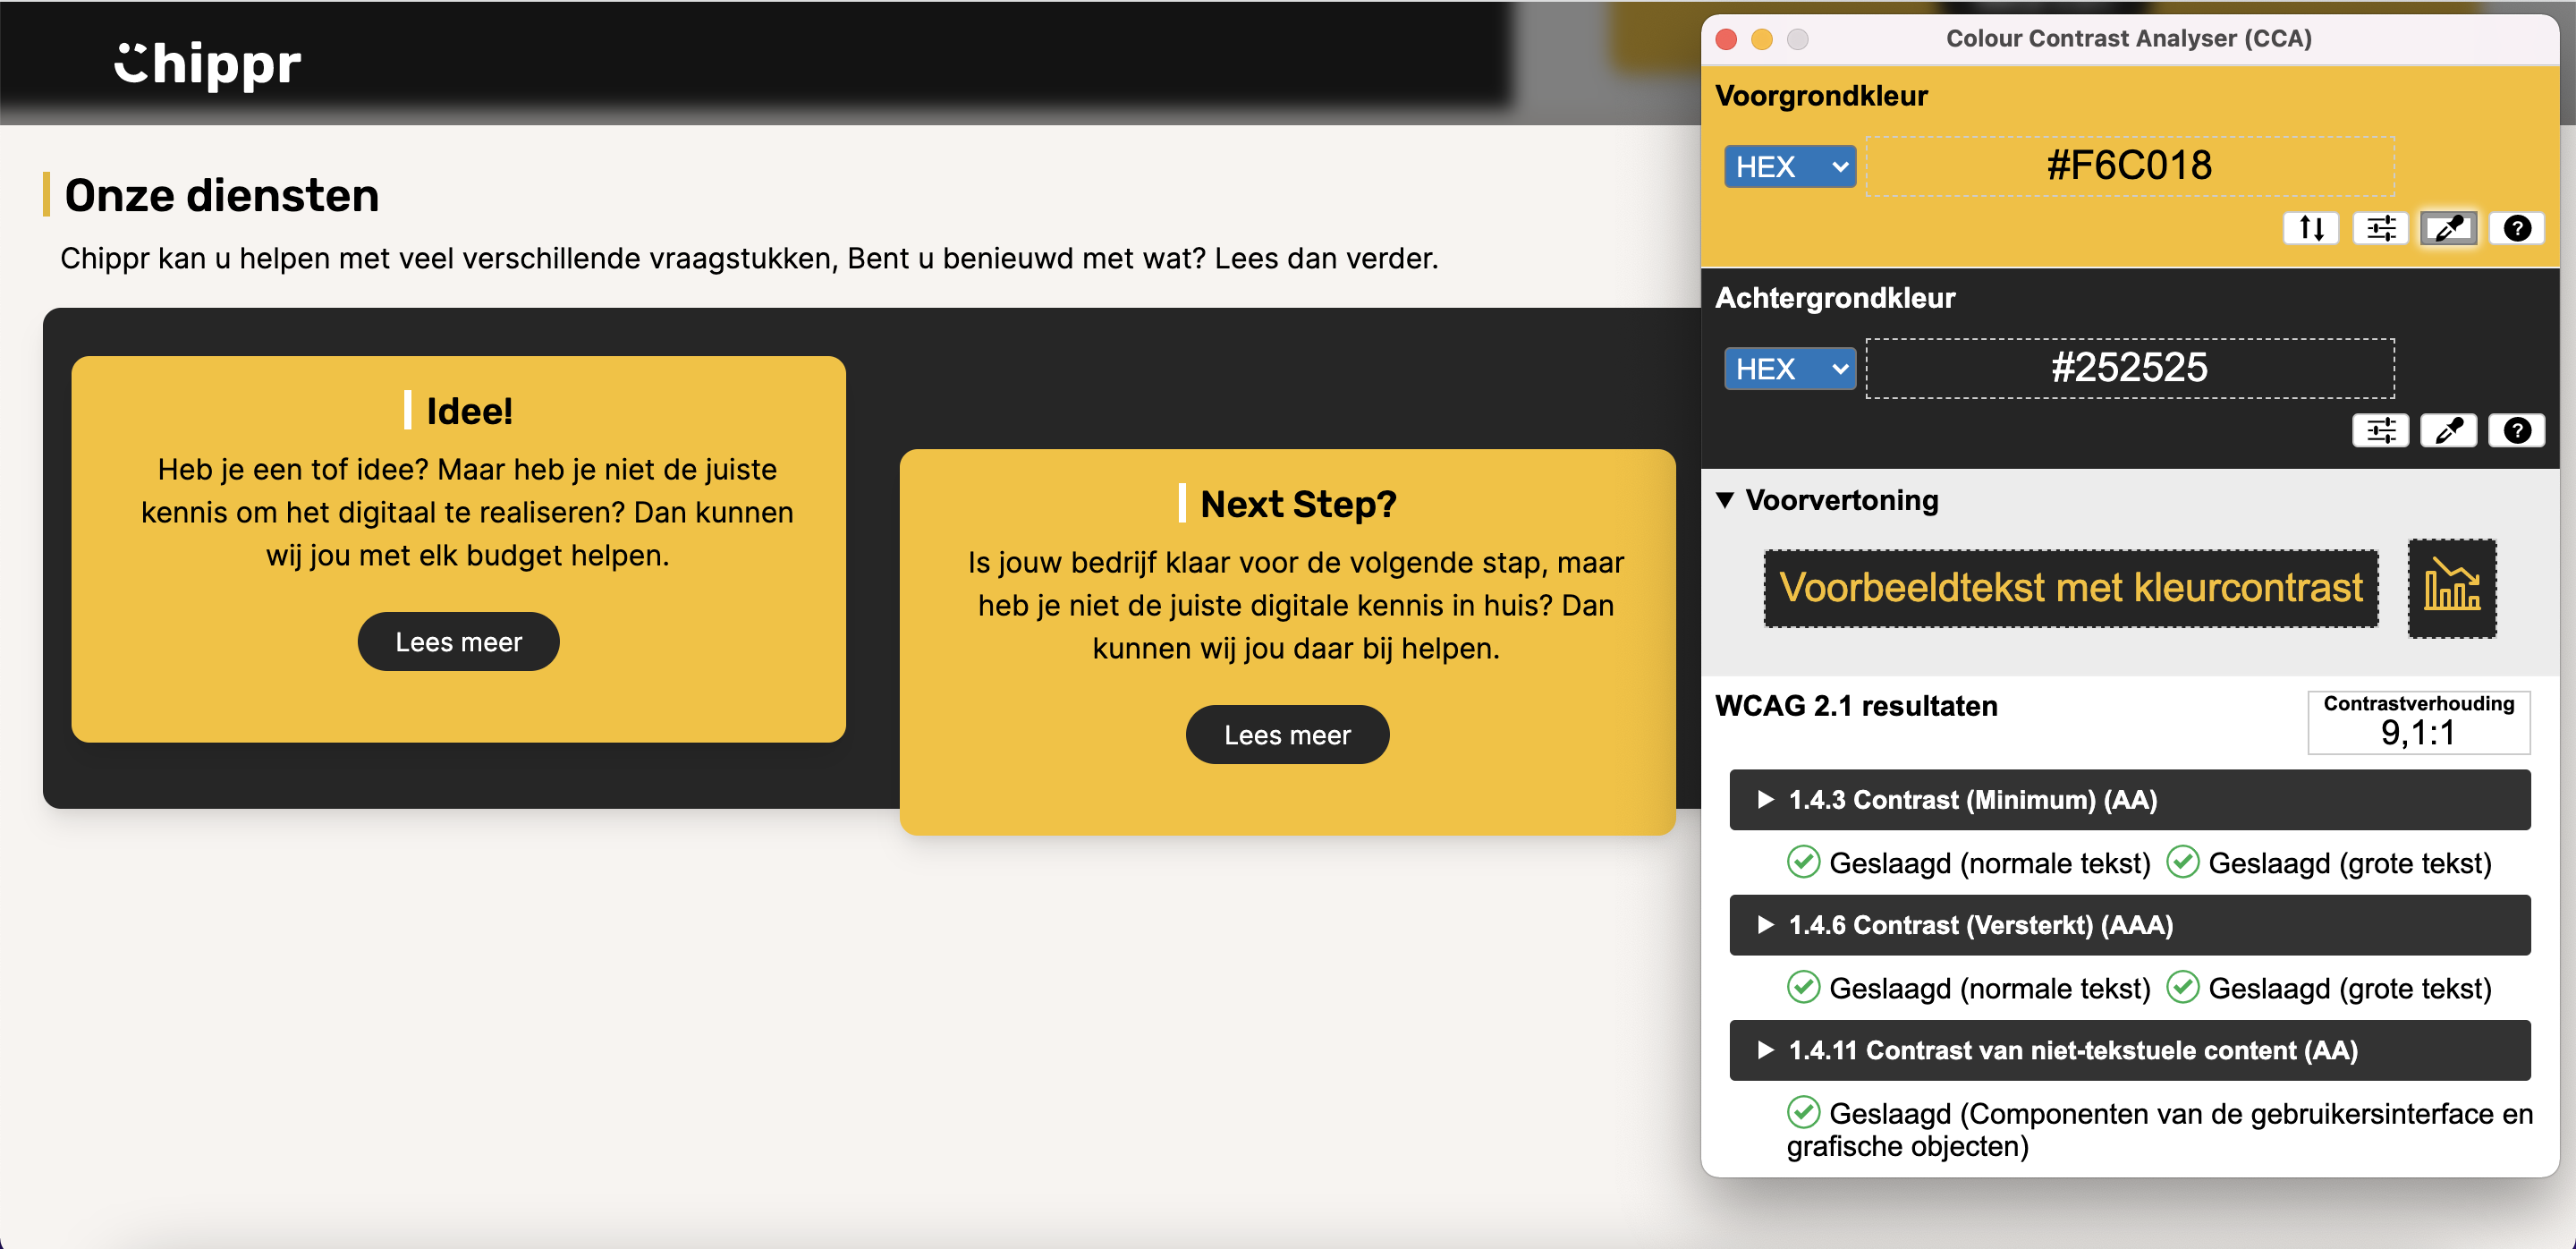 Chippr
Onze diensten
Chippr kan u helpen met veel verschillende vraagstukken, Bent u benieuwd met wat? Lees dan verder.
Idee!
Heb je een tof idee? Maar heb je niet de juiste
kennis om het digitaal te realiseren? Dan kunnen
wij jou met elk budget helpen.
Lees meer
Next Step?
Is jouw bedrijf klaar voor de volgende stap, maar
heb je niet de juiste digitale kennis in huis? Dan
kunnen wij jou daar bij helpen.
Lees meer
Colour Contrast Analyser (CCA)
Voorgrondkleur
HEX #F6C018
?
Achtergrondkleur
HEX #252525
?
Voorvertoning
Voorbeeldtekst met kleurcontrast
WCAG 2.1 resultaten
Contrastverhouding
9,1:1
1.4.3 Contrast (Minimum) (AA)
Geslaagd (normale tekst) Geslaagd (grote tekst)
1.4.6 Contrast (Versterkt) (AAA)
Geslaagd (normale tekst) Geslaagd (grote tekst)
1.4.11 Contrast van niet-tekstuele content (AA)
Geslaagd (Componenten van de gebruikersinterface en
grafische objecten)